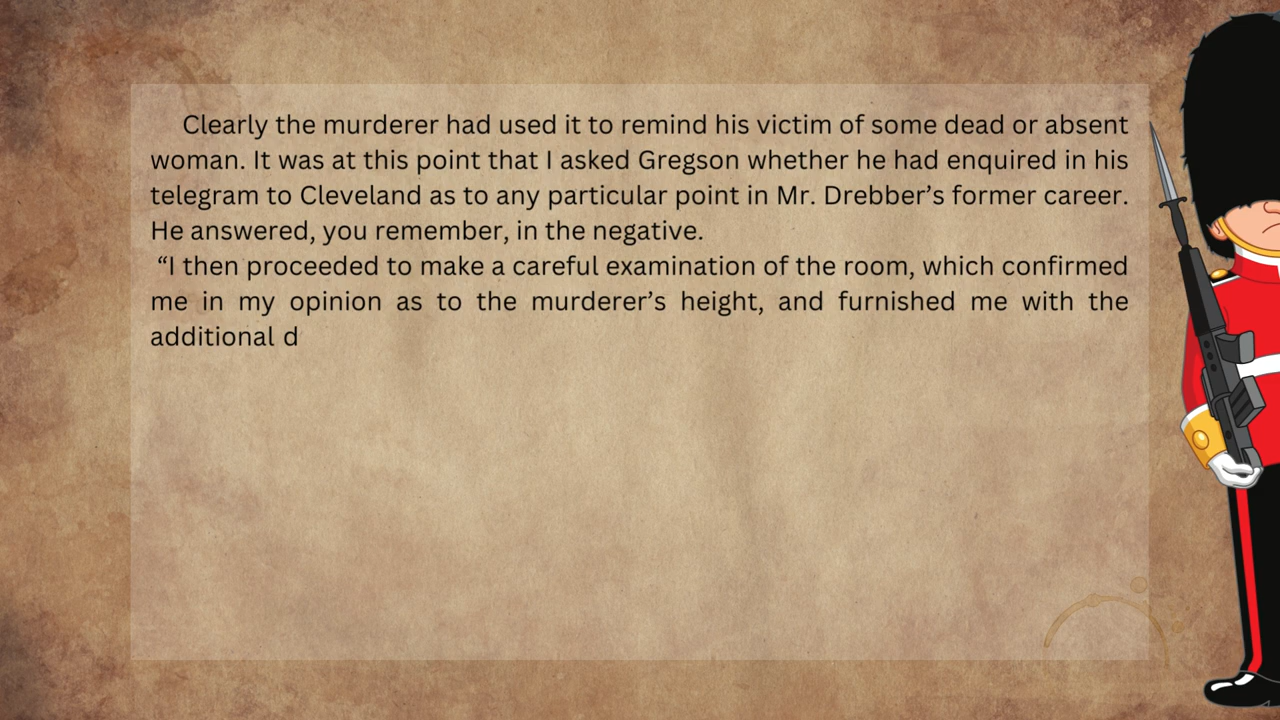 Clearly the murderer had used it to remind his victim of some dead or absent
woman. It was at this point that I asked Gregson whether he had enquired in his
telegram to Cleveland as to any particular point in Mr. Drebber’s former career.
He answered, you remember, in the negative.
“I then proceeded to make a careful examination of the room, which confirmed
me in my opinion as to the murderer’s height, and furnished me with the
additional d